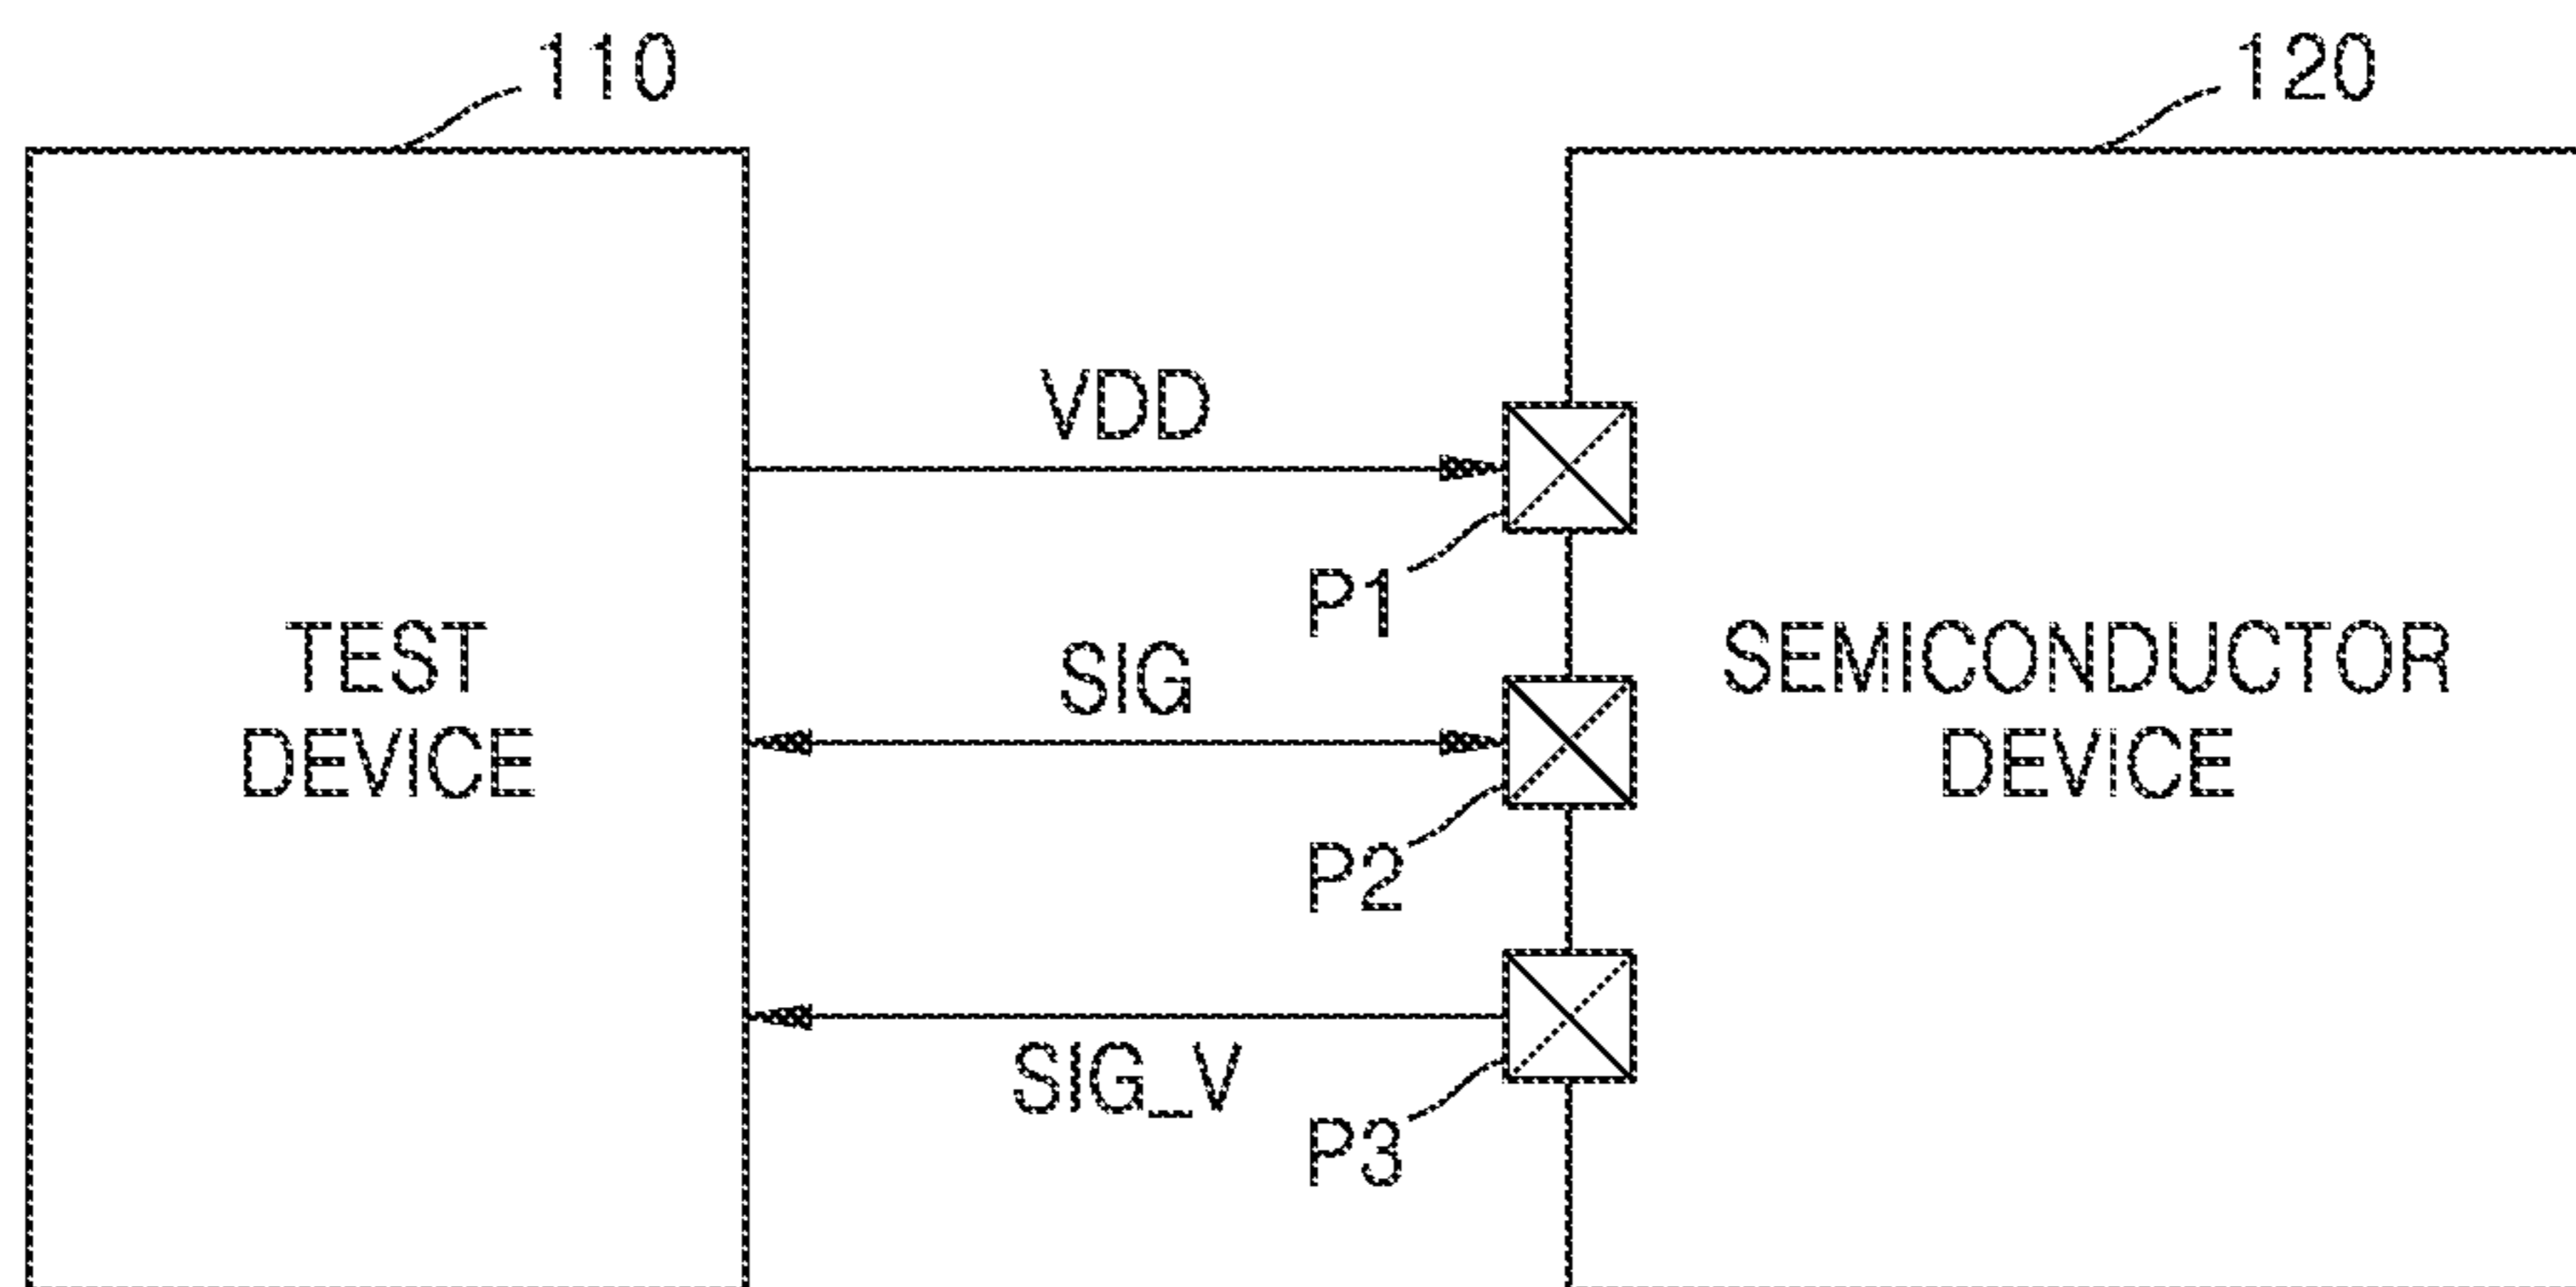 110
120
VDD
P1
TEST
DEVICE
SIG
SEMICONDUCTOR
DEVICE
P2
SIG_V
P3